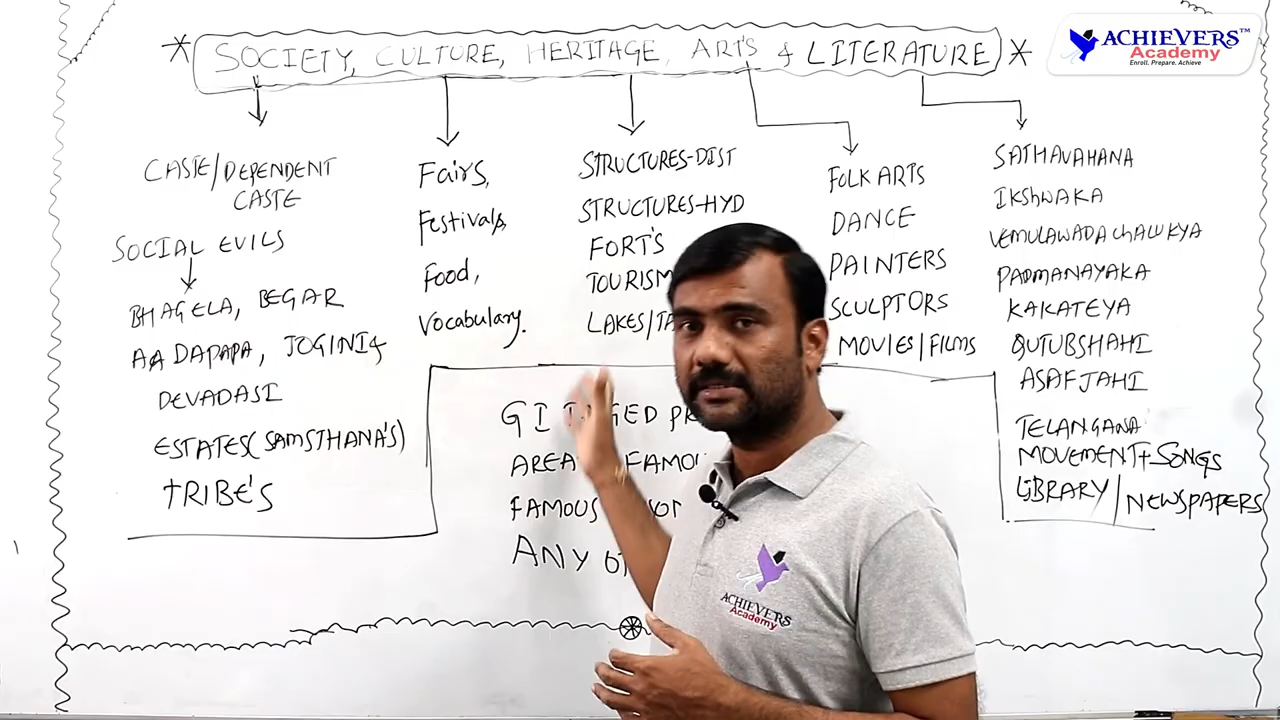 * SOCIETY, CULTURE, HERITAGE, ART'S & LITERATURE *
ACHIEVERS™
Academy
Enroll. Prepare. Achieve
CASTE/DEPENDENT
CASTE
SOCIAL EVILS
BHAGELA, BEGAR
DAPAPA, JOGINI &
DEVADASI
ESTATES(SAMSTHANA'S)
TRIBE'S
Fairs,
Festivals,
Food,
Vocabulary.
STRUCTURES-DIST
STRUCTURES-HYD
FORT'S
TOURISM
LAKES/
FOLK ARTS
DANCE
PAINTERS
SCULPTORS
MOVIES/FILMS
SATHAVAHANA
IKSHWAKA
VEMULAWADA CHALUKYA
PADMANAYAKA
KAKATEYA
QUTUBSHAHI
ASAFJAHI
TELANGANA
MOVEMENT+SONGS
LIBRARY/NEWSPAPERS
GI
AREA
FAMOUS
ANY
ACHIEVERS
Academy